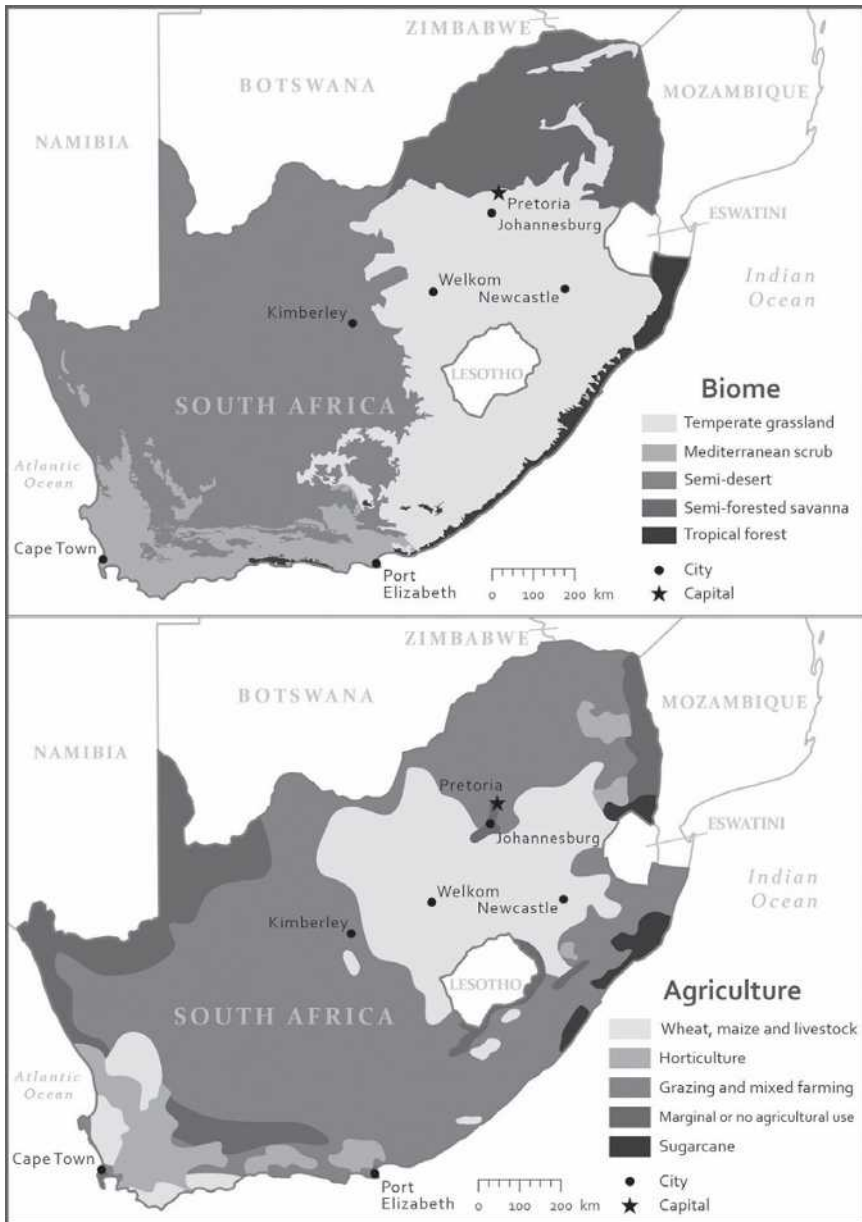 ZIMBABWE
BOTSWANA
MOZAMBIQUE
NAMIBIA
Pretoria
Johannesburg
ESWATINI
Welkom
Newcastle
Indian
Ocean
Kimberley
LESOTHO
SOUTH AFRICA
Biome
Temperate grassland
Mediterranean scrub
Semi-desert
Semi-forested savanna
Tropical forest
Atlantic
Ocean
Cape Town
Port
Elizabeth
0 100 200 km
City
Capital
ZIMBABWE
BOTSWANA
MOZAMBIQUE
NAMIBIA
Pretoria
Johannesburg
ESWATINI
Welkom
Newcastle
Indian
Ocean
Kimberley
LESOTHO
SOUTH AFRICA
Agriculture
Wheat, maize and livestock
Horticulture
Grazing and mixed farming
Marginal or no agricultural use
Sugarcane
Atlantic
Ocean
Cape Town
Port
Elizabeth
0 100 200 km
City
Capital